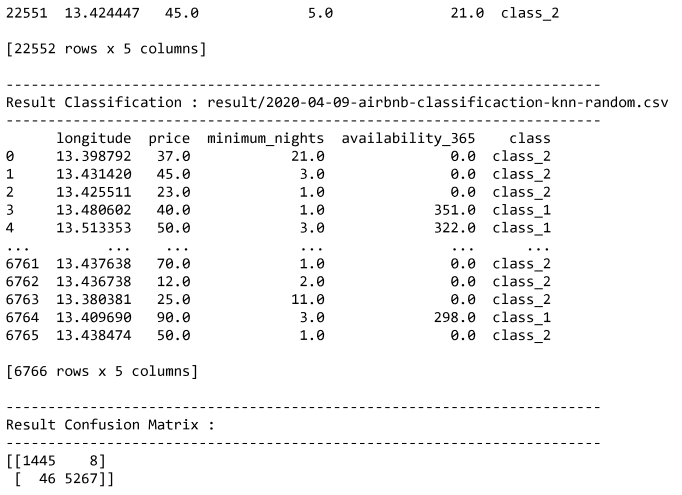 22551  13.424447   45.0             5.0              21.0  class_2
[22552 rows x 5 columns]
--------------------------------------------------------------------------
Result Classification : result/2020-04-09-airbnb-classificaction-knn-random.csv
--------------------------------------------------------------------------
      longitude  price  minimum_nights  availability_365    class
0     13.398792   37.0            21.0               0.0  class_2
1     13.431420   45.0             3.0               0.0  class_2
2     13.425511   23.0             1.0               0.0  class_2
3     13.480602   40.0             1.0             351.0  class_1
4     13.513353   50.0             3.0             322.0  class_1
...         ...    ...             ...               ...      ...
6761  13.437638   70.0             1.0               0.0  class_2
6762  13.436738   12.0             2.0               0.0  class_2
6763  13.380381   25.0            11.0               0.0  class_2
6764  13.409690   90.0             3.0             298.0  class_1
6765  13.438474   50.0             1.0               0.0  class_2
[6766 rows x 5 columns]
--------------------------------------------------------------------------
Result Confusion Matrix :
--------------------------------------------------------------------------
[[1445    8]
 [  46 5267]]